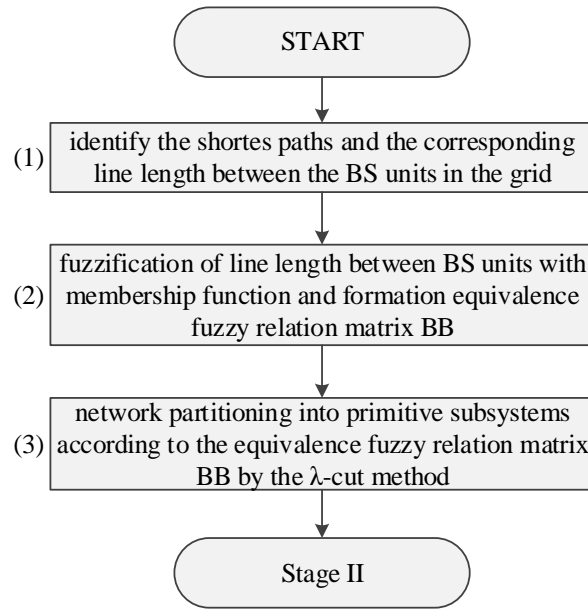 START
(1)
identify the shortes paths and the corresponding
line length between the BS units in the grid
(2)
fuzzification of line length between BS units with
membership function and formation equivalence
fuzzy relation matrix BB
(3)
network partitioning into primitive subsystems
according to the equivalence fuzzy relation matrix
BB by the λ-cut method
Stage II